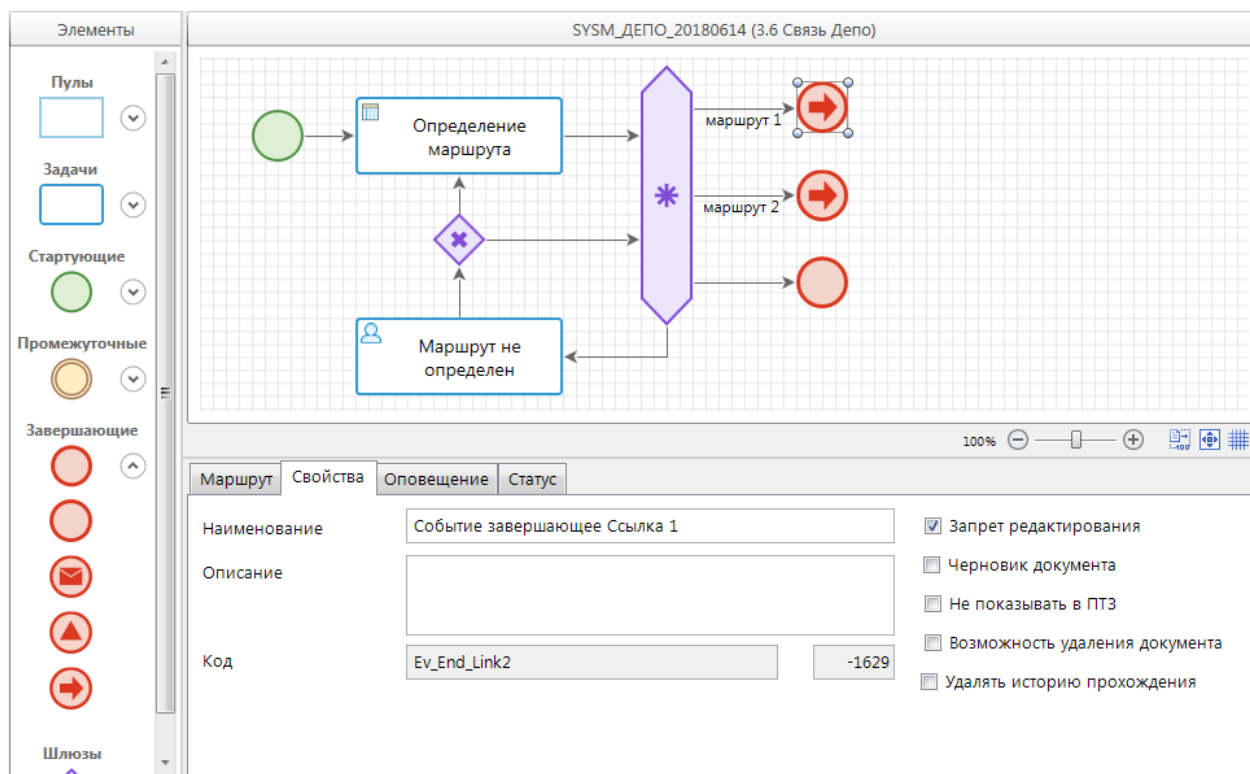 Элементы
SYSM_ДЕПО_20180614 (3.6 Связь Депо)
Пулы
Задачи
Стартующие
Промежуточные
Завершающие
Шлюзы
Определение
маршрута
маршрут 1
маршрут 2
Маршрут не
определен
100%
Маршрут
Свойства
Оповещение
Статус
Наименование
Событие завершающее Ссылка 1
Описание
Код
Ev_End_Link2
-1629
Запрет редактирования
Черновик документа
Не показывать в ПТЗ
Возможность удаления документа
Удалять историю прохождения